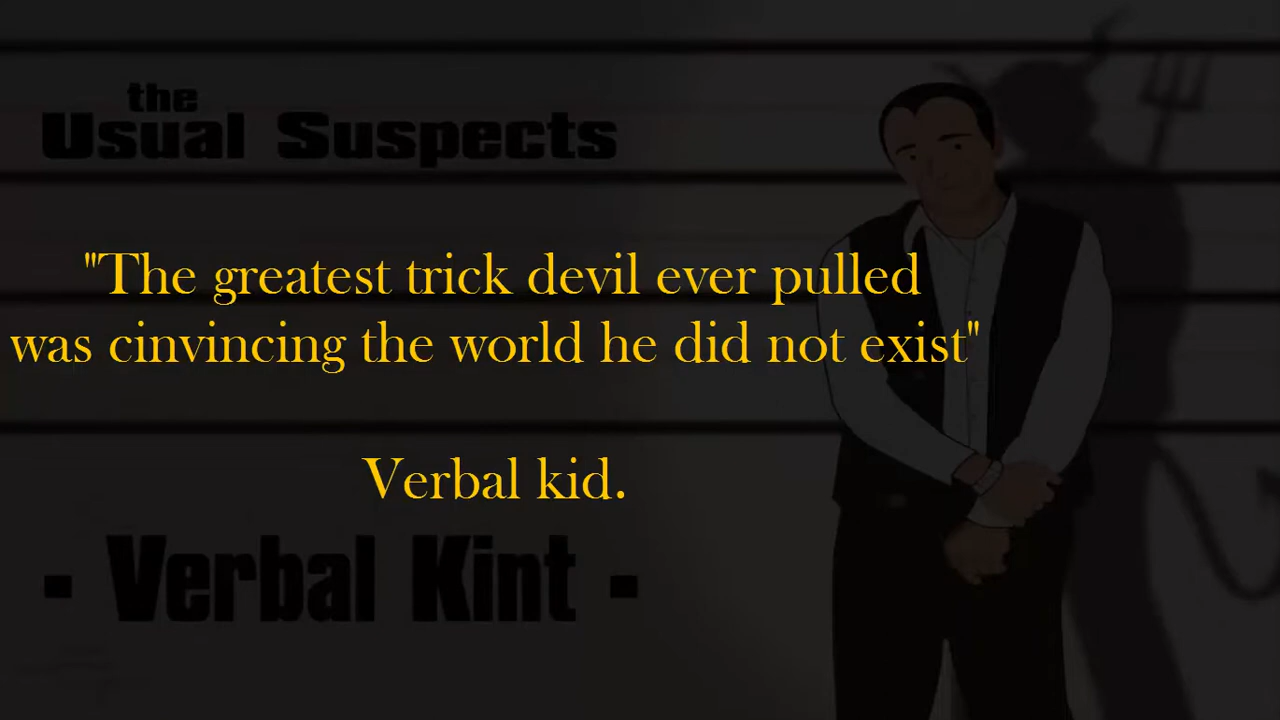 the
Usual Suspects
"The greatest trick devil ever pulled
was cinvincing the world he did not exist"
Verbal kid.
- Verbal Kint -